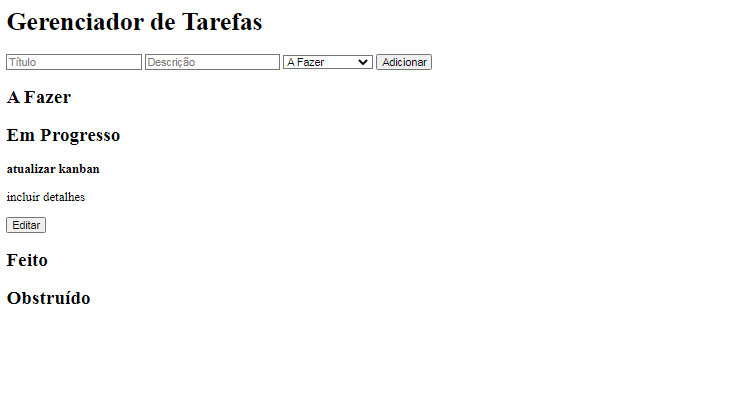 Gerenciador de Tarefas
Título Descrição A Fazer Adicionar
A Fazer
Em Progresso
atualizar kanban
incluir detalhes
Editar
Feito
Obstruído